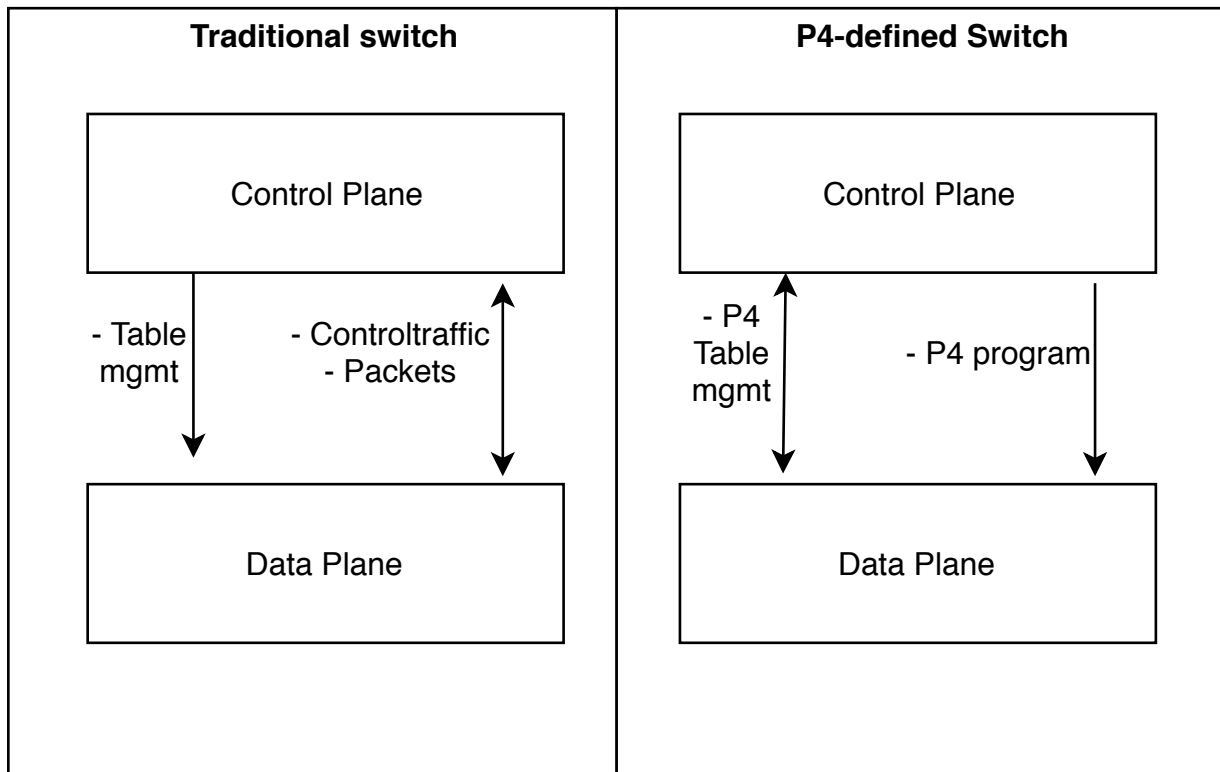 Traditional switch
Control Plane
- Table
mgmt
- Controltraffic
- Packets
Data Plane
P4-defined Switch
Control Plane
- P4
Table
mgmt
- P4 program
Data Plane